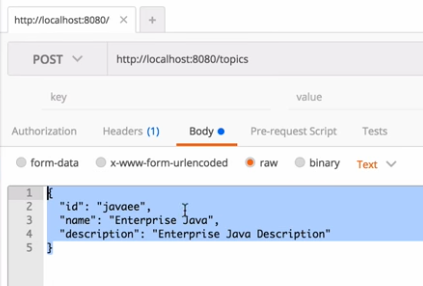 http://localhost:8080/
POST http://localhost:8080/topics
key value
Authorization Headers (1) Body Pre-request Script Tests
form-data x-www-form-urlencoded raw binary Text
1 {
2 "id": "javaee",
3 "name": "Enterprise Java",
4 "description": "Enterprise Java Description"
5 }